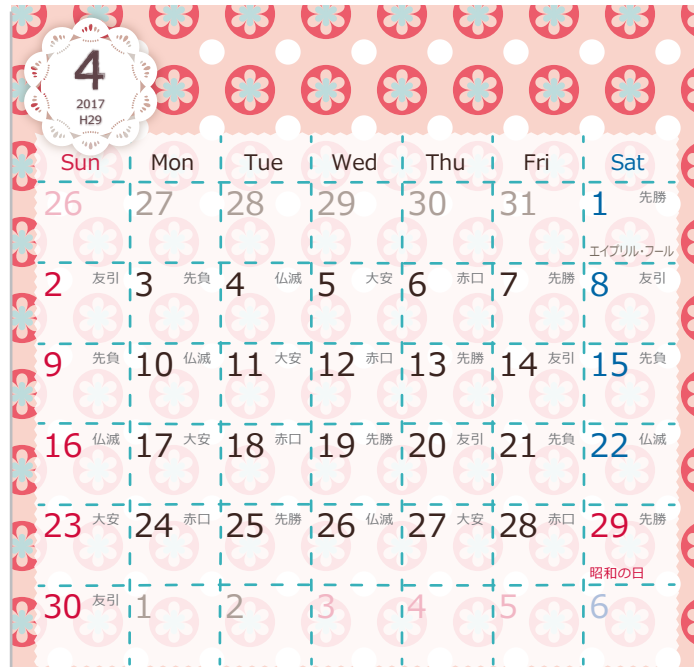 4
2017
H29
Sun Mon Tue Wed Thu Fri Sat
26 27 28 29 30 31 1 先勝
エイプリル・フール
2 友引 3 先負 4 仏滅 5 大安 6 赤口 7 先勝 8 友引
9 先負 10 仏滅 11 大安 12 赤口 13 先勝 14 友引 15 先負
16 仏滅 17 大安 18 赤口 19 先勝 20 友引 21 先負 22 仏滅
23 大安 24 赤口 25 先勝 26 仏滅 27 大安 28 赤口 29 先勝
昭和の日
30 友引 1 2 3 4 5 6